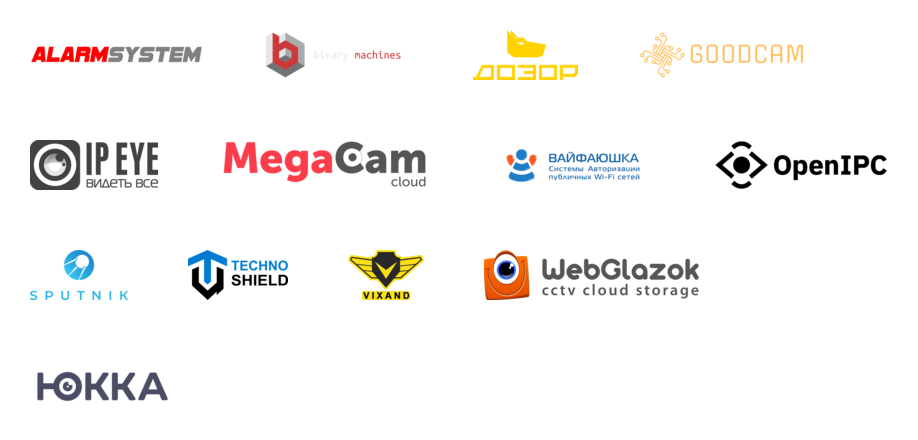 ALARMSYSTEM
binary machines
ДОЗОР
GOODCAM
IP EYE
ВИДЕТЬ ВСЕ
MegaCam
cloud
ВАЙФАЮШКА
Системы Авторизации
публичных Wi-Fi сетей
OpenIPC
SPUTNIK
TECHNO
SHIELD
VIXAND
WebGlazok
cctv cloud storage
ЮККА